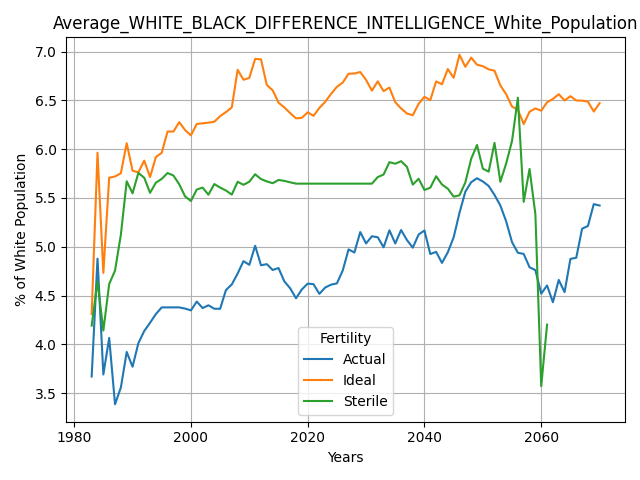 Average_WHITE_BLACK_DIFFERENCE_INTELLIGENCE_White_Population
7.0
6.5
6.0
5.5
5.0
4.5
4.0
3.5
% of White Population
Fertility
Actual
Ideal
Sterile
1980
2000
2020
2040
2060
Years